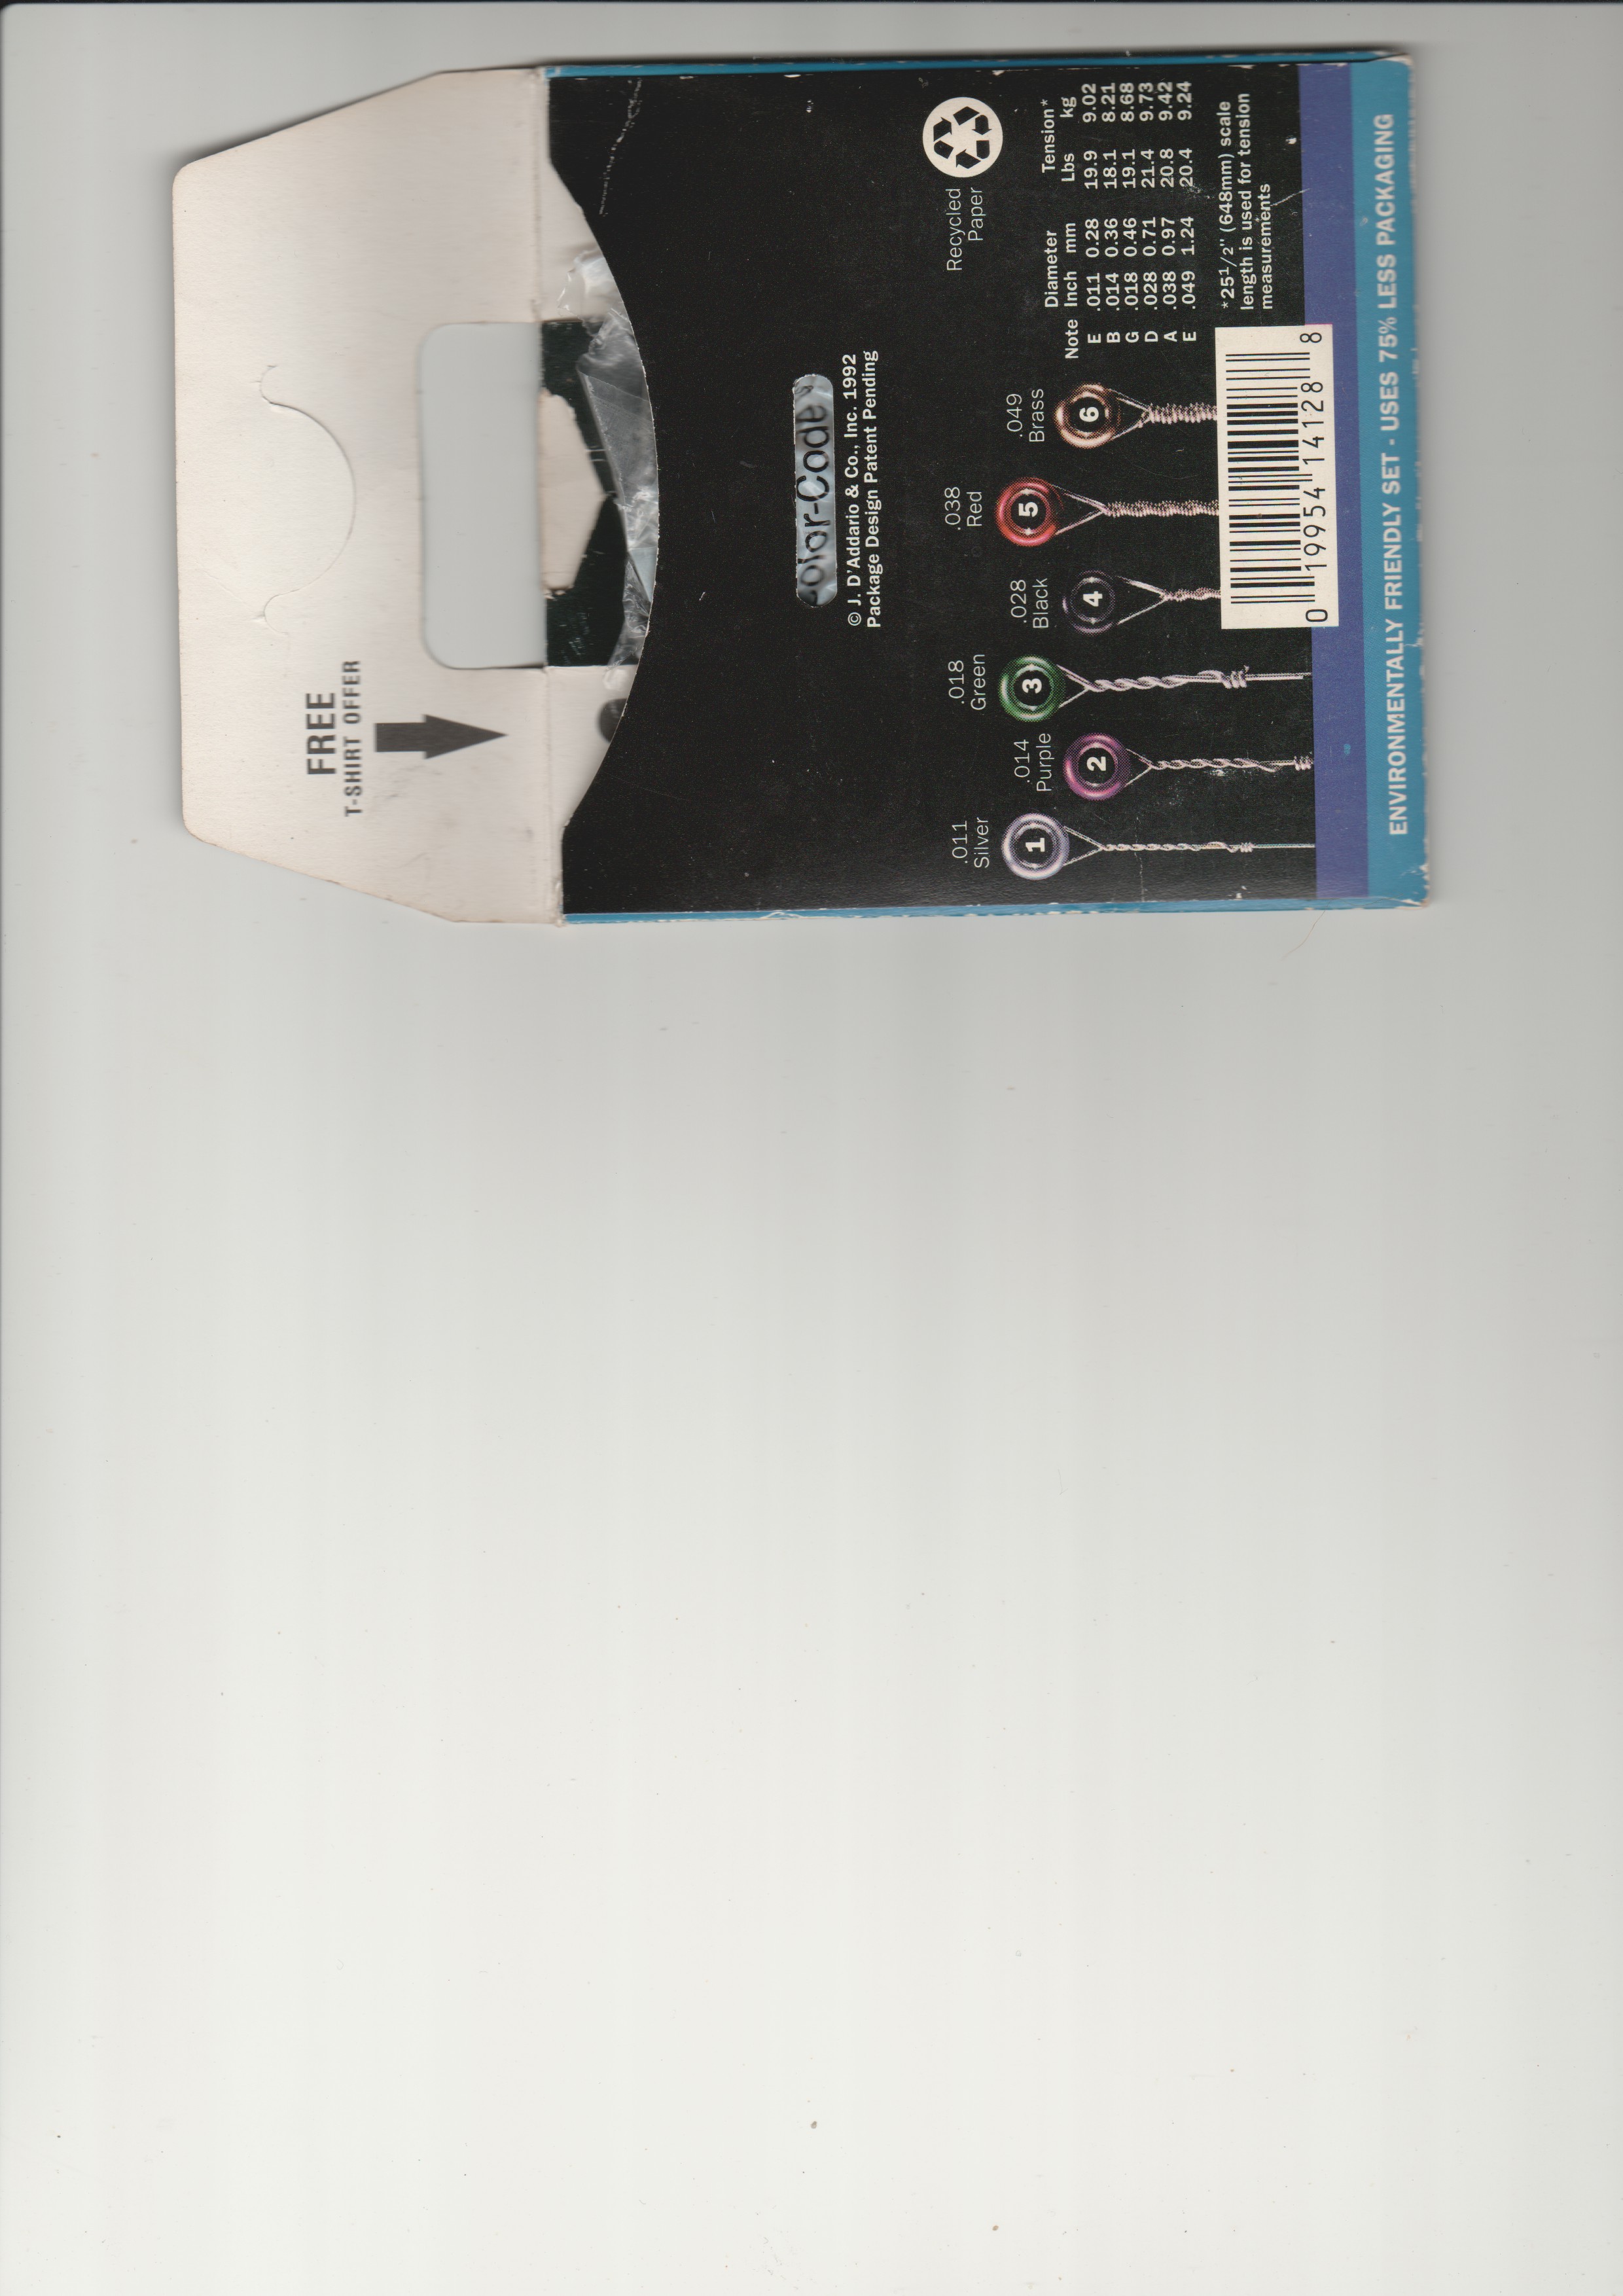 FREE
T-SHIRT OFFER
Color-Code
© J. D'Addario & Co., Inc. 1992
Package Design Patent Pending
Recycled
Paper
.011
Silver
.014
Purple
.018
Green
.028
Black
.038
Red
.049
Brass
1
2
3
4
5
6
Diameter Tension*
Note Inch mm Lbs kg
E .011 0.28 19.9 9.02
B .014 0.36 18.1 8.21
G .018 0.46 19.1 8.68
D .028 0.71 21.4 9.73
A .038 0.97 20.8 9.42
E .049 1.24 20.4 9.24
*25 1/2" (648mm) scale
length is used for tension
measurements
0 19954 14128 8
ENVIRONMENTALLY FRIENDLY SET - USES 75% LESS PACKAGING